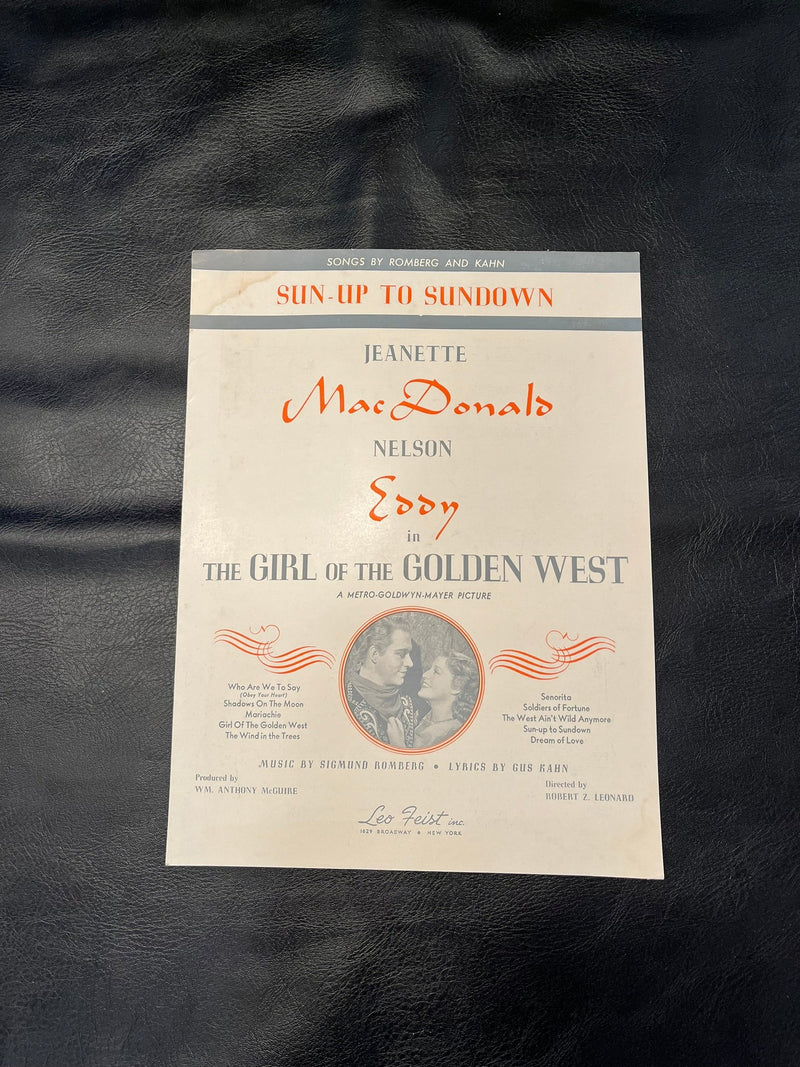 SONGS BY ROMBERG AND KAHN
SUN-UP TO SUNDOWN
JEANETTE
MacDonald
NELSON
Eddy
in
THE GIRL OF THE GOLDEN WEST
A METRO-GOLDWYN-MAYER PICTURE
Who Are We To Say
(Obey Your Heart)
Shadows On The Moon
Mariachie
Girl Of The Golden West
The Wind in the Trees
Senorita
Soldiers of Fortune
The West Ain't Wild Anymore
Sun-up to Sundown
Dream of Love
MUSIC BY SIGMUND ROMBERG • LYRICS BY GUS KAHN
Produced by
WM. ANTHONY McGUIRE
Directed by
ROBERT Z. LEONARD
Leo Feist inc.
1629 BROADWAY • NEW YORK